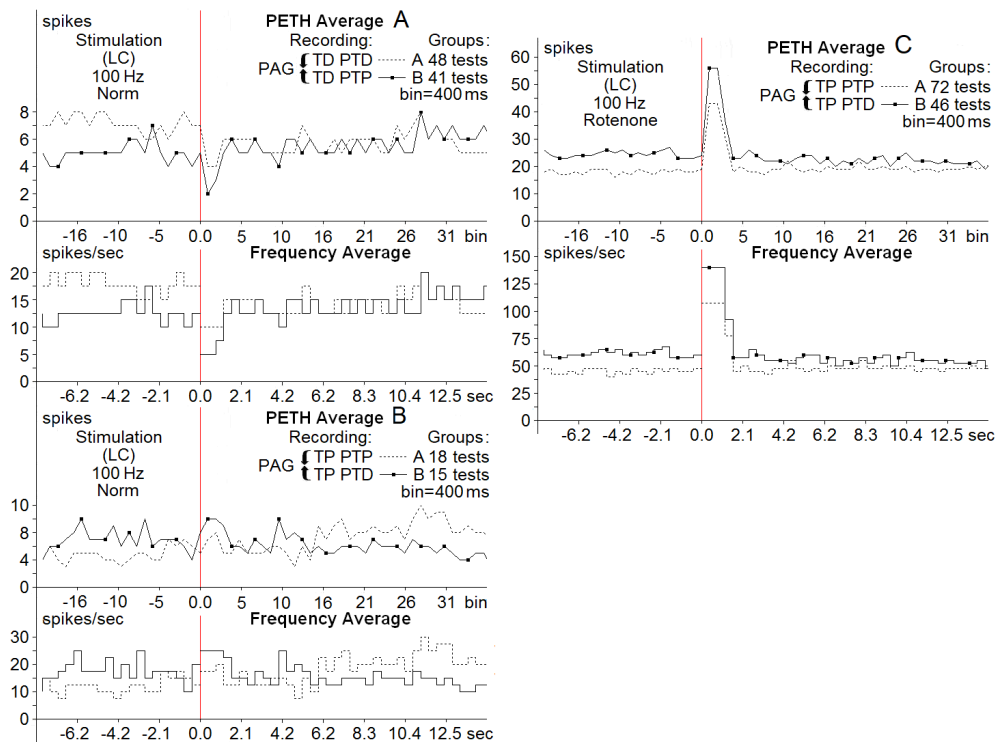 spikes
PETH Average A
Stimulation
(LC)
100 Hz
Norm
Recording:
Groups:
PAG
TD PTD
A 48 tests
TD PTP
B 41 tests
bin=400 ms
8
6
4
2
0
-16 -10 -5 0.0 5 10 16 21 26 31 bin
spikes/sec
Frequency Average
20
15
10
5
0
-6.2 -4.2 -2.1 0.0 2.1 4.2 6.2 8.3 10.4 12.5 sec
spikes
PETH Average B
Stimulation
(LC)
100 Hz
Norm
Recording:
Groups:
PAG
TP PTP
A 18 tests
TP PTD
B 15 tests
bin=400 ms
8
6
4
0
-16 -10 -5 0.0 5 10 16 21 26 31 bin
spikes/sec
Frequency Average
30
20
10
0
-6.2 -4.2 -2.1 0.0 2.1 4.2 6.2 8.3 10.4 12.5 sec
spikes
PETH Average C
Stimulation
(LC)
100 Hz
Rotenone
Recording:
Groups:
PAG
TP PTP
A 72 tests
TP PTD
B 46 tests
bin=400 ms
60
50
40
30
20
10
0
-16 -10 -5 0.0 5 10 16 21 26 31 bin
spikes/sec
Frequency Average
150
125
100
75
50
25
0
-6.2 -4.2 -2.1 0.0 2.1 4.2 6.2 8.3 10.4 12.5 sec